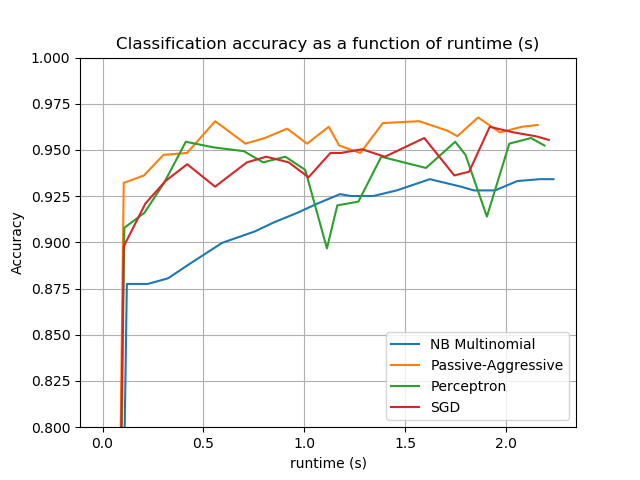 Classification accuracy as a function of runtime (s)
1.000
0.975
0.950
0.925
0.900
0.875
0.850
0.825
0.800
Accuracy
NB Multinomial
Passive-Aggressive
Perceptron
SGD
0.0 0.5 1.0 1.5 2.0
runtime (s)